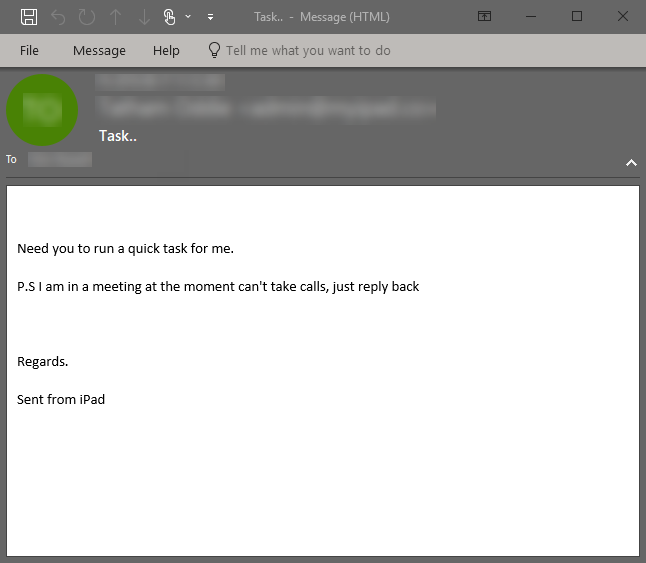 Task.. - Message (HTML)
File Message Help Tell me what you want to do
Task..
To
Need you to run a quick task for me.
P.S I am in a meeting at the moment can't take calls, just reply back
Regards.
Sent from iPad